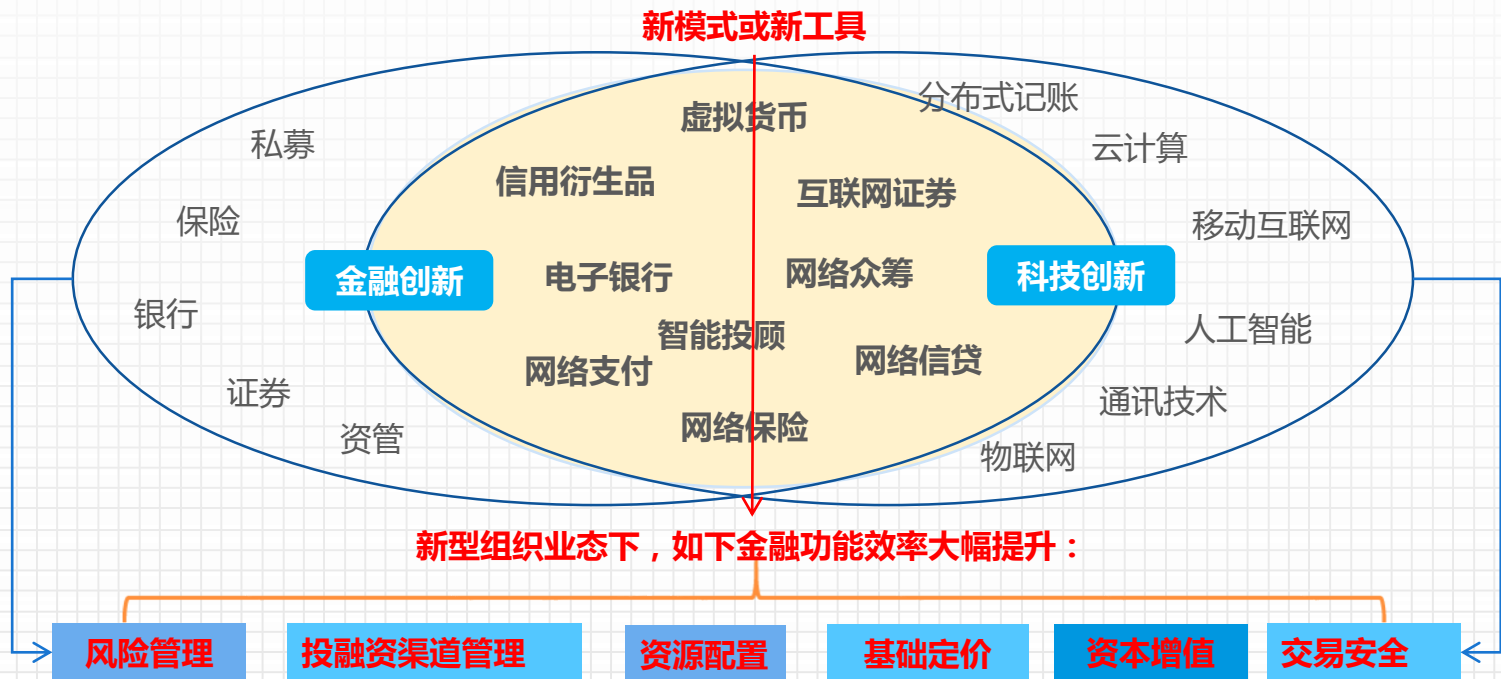 新模式或新工具
虚拟货币
分布式记账
私募
云计算
信用衍生品
互联网证券
保险
移动互联网
金融创新
电子银行
网络众筹
科技创新
银行
智能投顾
人工智能
网络支付
网络信贷
证券
通讯技术
资管
网络保险
物联网
新型组织业态下，如下金融功能效率大幅提升：
风险管理
投融资渠道管理
资源配置
基础定价
资本增值
交易安全